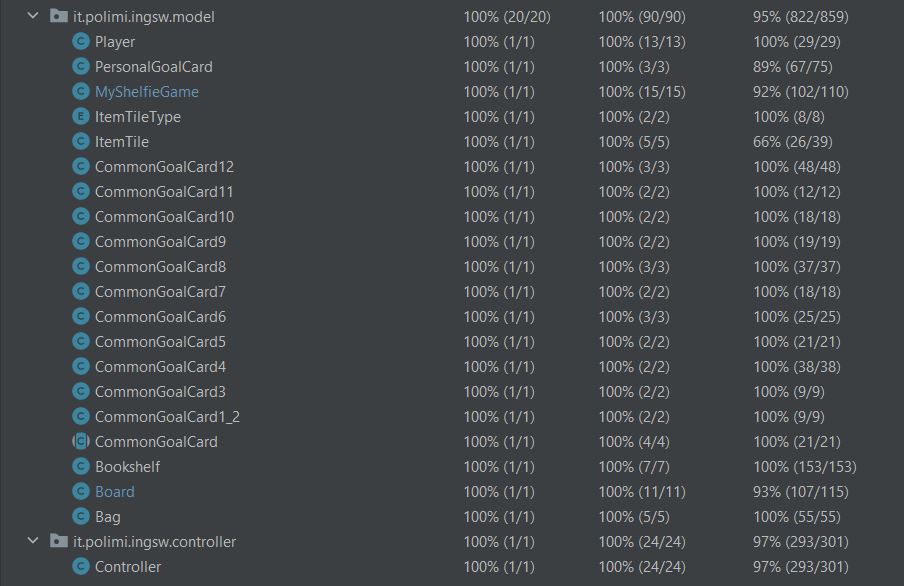 it.polimi.ingsw.model 100% (20/20) 100% (90/90) 95% (822/859)
C Player 100% (1/1) 100% (13/13) 100% (29/29)
C PersonalGoalCard 100% (1/1) 100% (3/3) 89% (67/75)
C MyShelfieGame 100% (1/1) 100% (15/15) 92% (102/110)
E ItemTileType 100% (1/1) 100% (2/2) 100% (8/8)
C ItemTile 100% (1/1) 100% (5/5) 66% (26/39)
C CommonGoalCard12 100% (1/1) 100% (3/3) 100% (48/48)
C CommonGoalCard11 100% (1/1) 100% (2/2) 100% (12/12)
C CommonGoalCard10 100% (1/1) 100% (2/2) 100% (18/18)
C CommonGoalCard9 100% (1/1) 100% (2/2) 100% (19/19)
C CommonGoalCard8 100% (1/1) 100% (3/3) 100% (37/37)
C CommonGoalCard7 100% (1/1) 100% (2/2) 100% (18/18)
C CommonGoalCard6 100% (1/1) 100% (3/3) 100% (25/25)
C CommonGoalCard5 100% (1/1) 100% (2/2) 100% (21/21)
C CommonGoalCard4 100% (1/1) 100% (2/2) 100% (38/38)
C CommonGoalCard3 100% (1/1) 100% (2/2) 100% (9/9)
C CommonGoalCard1_2 100% (1/1) 100% (2/2) 100% (9/9)
C CommonGoalCard 100% (1/1) 100% (4/4) 100% (21/21)
C Bookshelf 100% (1/1) 100% (7/7) 100% (153/153)
C Board 100% (1/1) 100% (11/11) 93% (107/115)
C Bag 100% (1/1) 100% (5/5) 100% (55/55)
it.polimi.ingsw.controller 100% (1/1) 100% (24/24) 97% (293/301)
C Controller 100% (1/1) 100% (24/24) 97% (293/301)